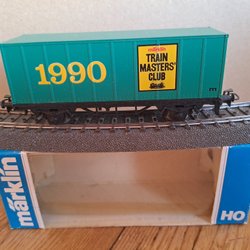 1990
märklin
TRAIN
MASTERS'
CLUB
märklin
HO